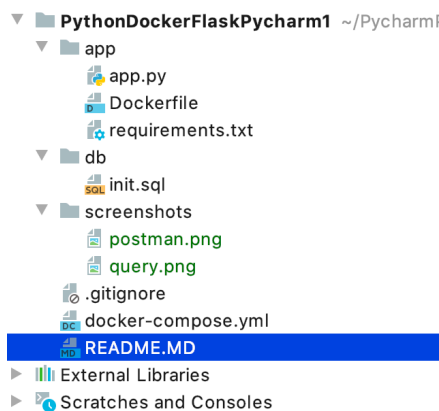 PythonDockerFlaskPycharm1 ~/Pycharm
app
app.py
Dockerfile
requirements.txt
db
init.sql
screenshots
postman.png
query.png
.gitignore
docker-compose.yml
README.MD
External Libraries
Scratches and Consoles